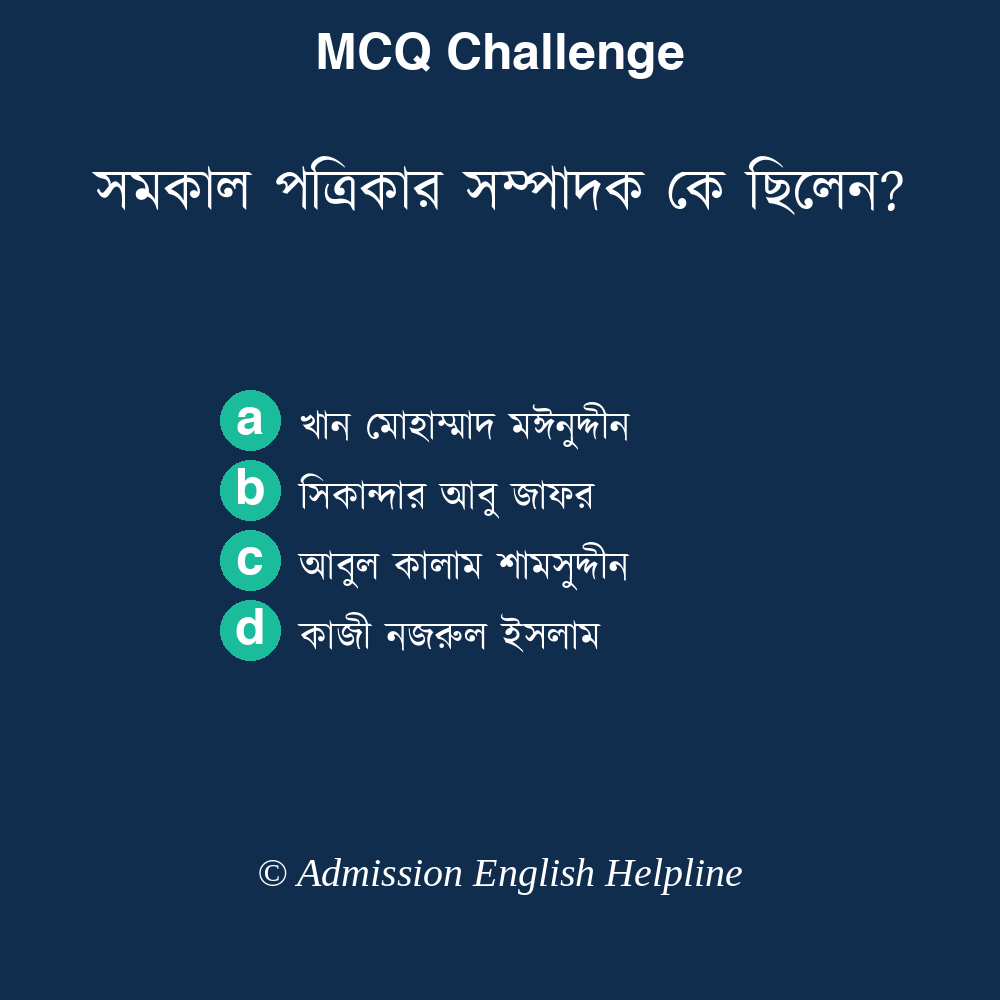 MCQ Challenge
সমকাল পত্রিকার সম্পাদক কে ছিলেন?
a খান মোহাম্মাদ মঈনুদ্দীন
b সিকান্দার আবু জাফর
c আবুল কালাম শামসুদ্দীন
d কাজী নজরুল ইসলাম
© Admission English Helpline